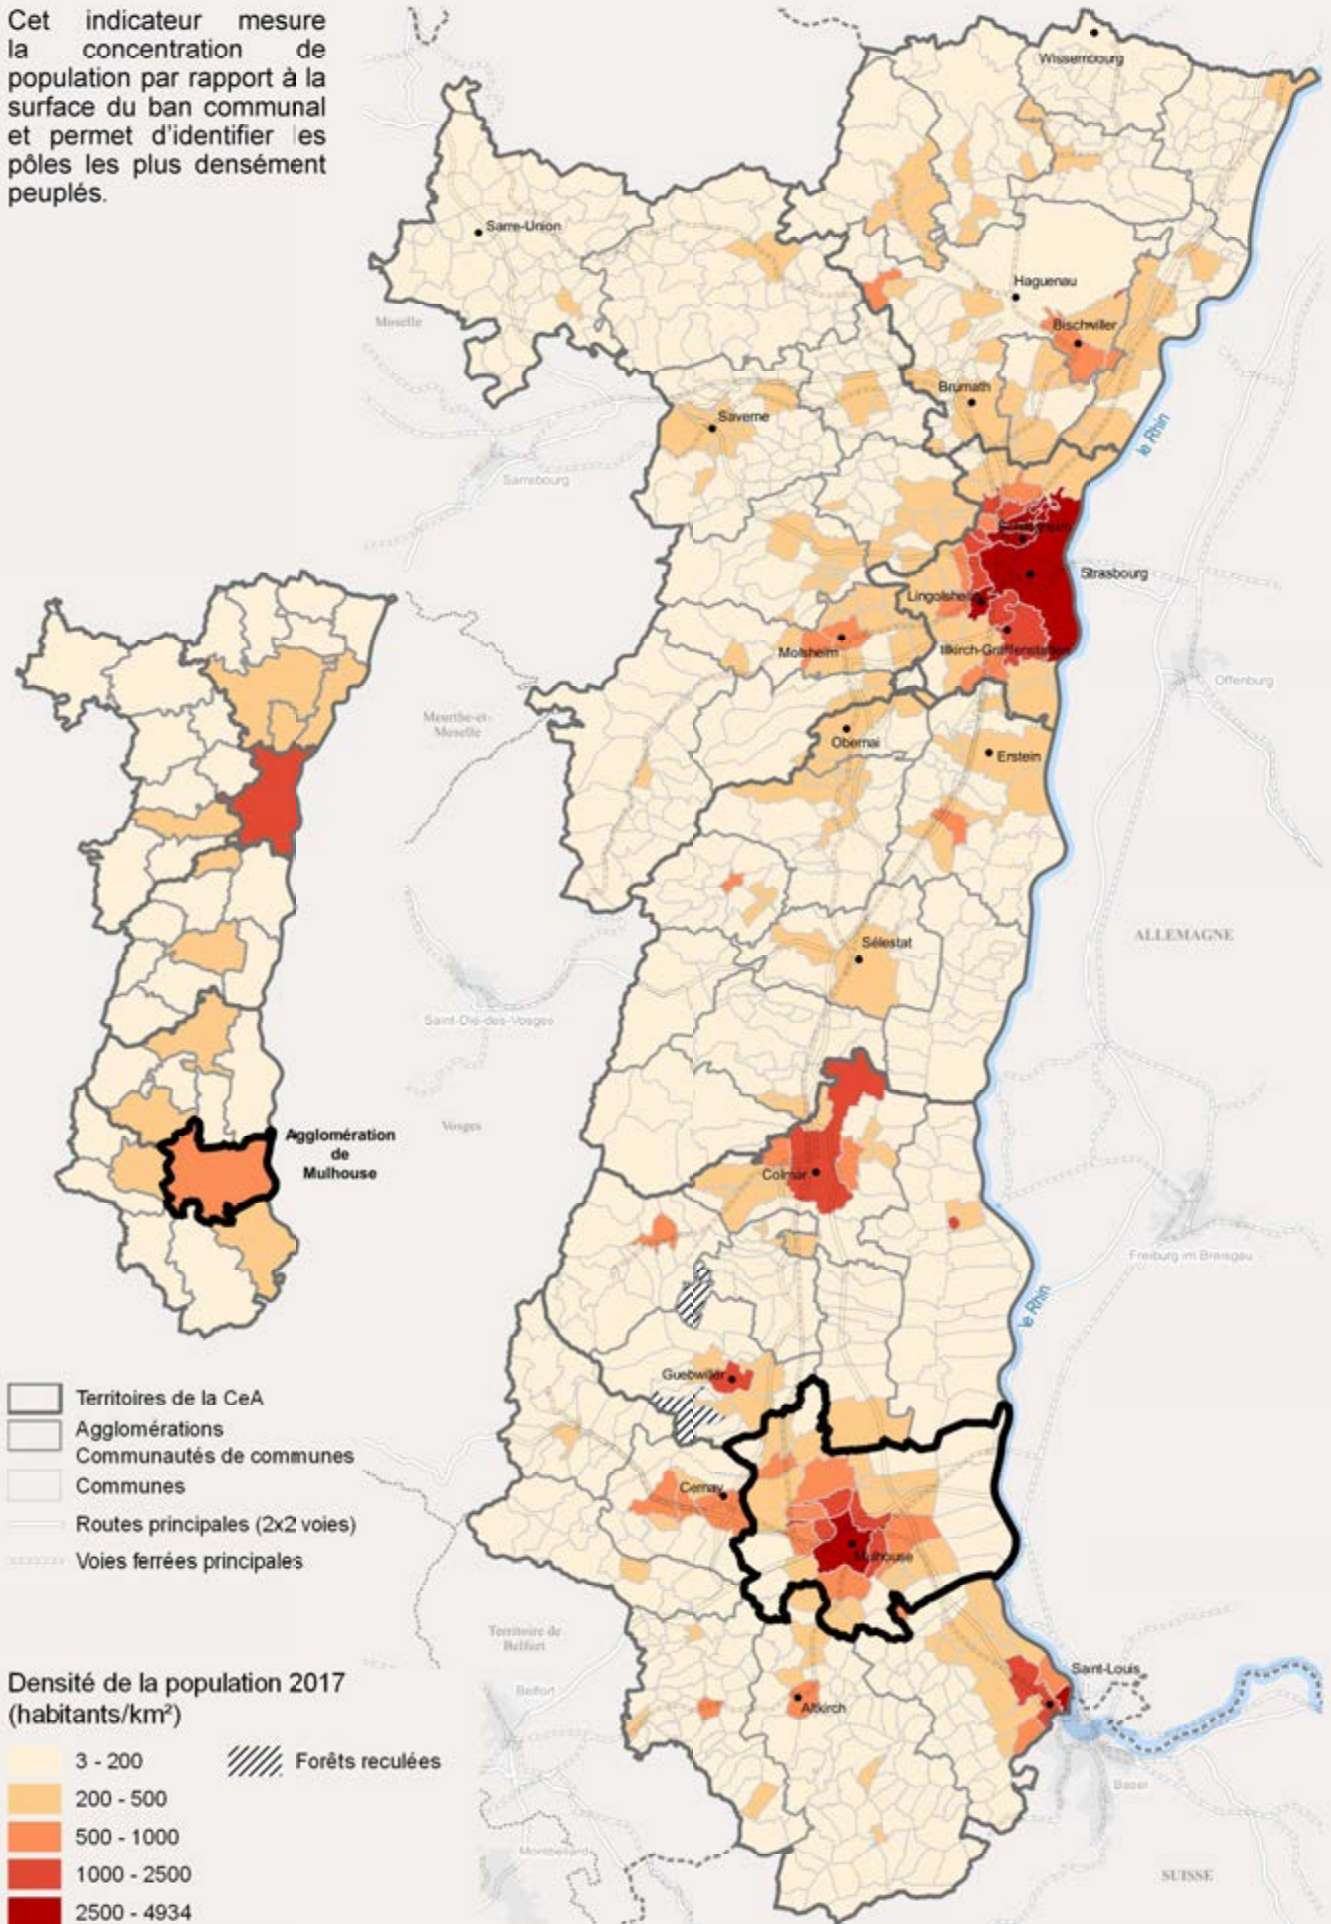 Cet indicateur mesure
la concentration de
population par rapport à la
surface du ban communal
et permet d'identifier les
pôles les plus densément
peuplés.
Wissembourg
Sarre-Union
Moselle
Haguenau
Bischwiller
Brumath
Saverne
le Rhin
Sarrebourg
Schiltigheim
Strasbourg
Lingolsheim
Molsheim
Illkirch-Graffenstaden
Offenburg
Meurthe-et-
Moselle
Obernai
Erstein
ALLEMAGNE
Sélestat
Saint-Dié-des-Vosges
Vosges
Agglomération
de
Mulhouse
Colmar
Freiburg im Breisgau
le Rhin
Guebwiller
Territoires de la CeA
Agglomérations
Communautés de communes
Communes
Routes principales (2x2 voies)
Voies ferrées principales
Cernay
Mulhouse
Territoire de
Belfort
Belfort
Saint-Louis
Altkirch
Basel
Montbéliard
SUISSE
Densité de la population 2017
(habitants/km²)
3 - 200
Forêts reculées
200 - 500
500 - 1000
1000 - 2500
2500 - 4934